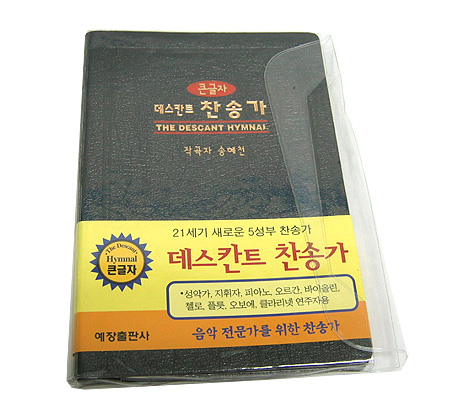 큰글자
데스칸트 찬송가
THE DESCANT HYMNAL
작곡자 송예천
21세기 새로운 5성부 찬송가
데스칸트 찬송가
The Descant
Hymnal
큰글자
•성악가, 지휘자, 피아노, 오르간, 바이올린,
첼로, 플룻, 오보에, 클라리넷 연주자용
예장출판사
음악 전문가를 위한 찬송가